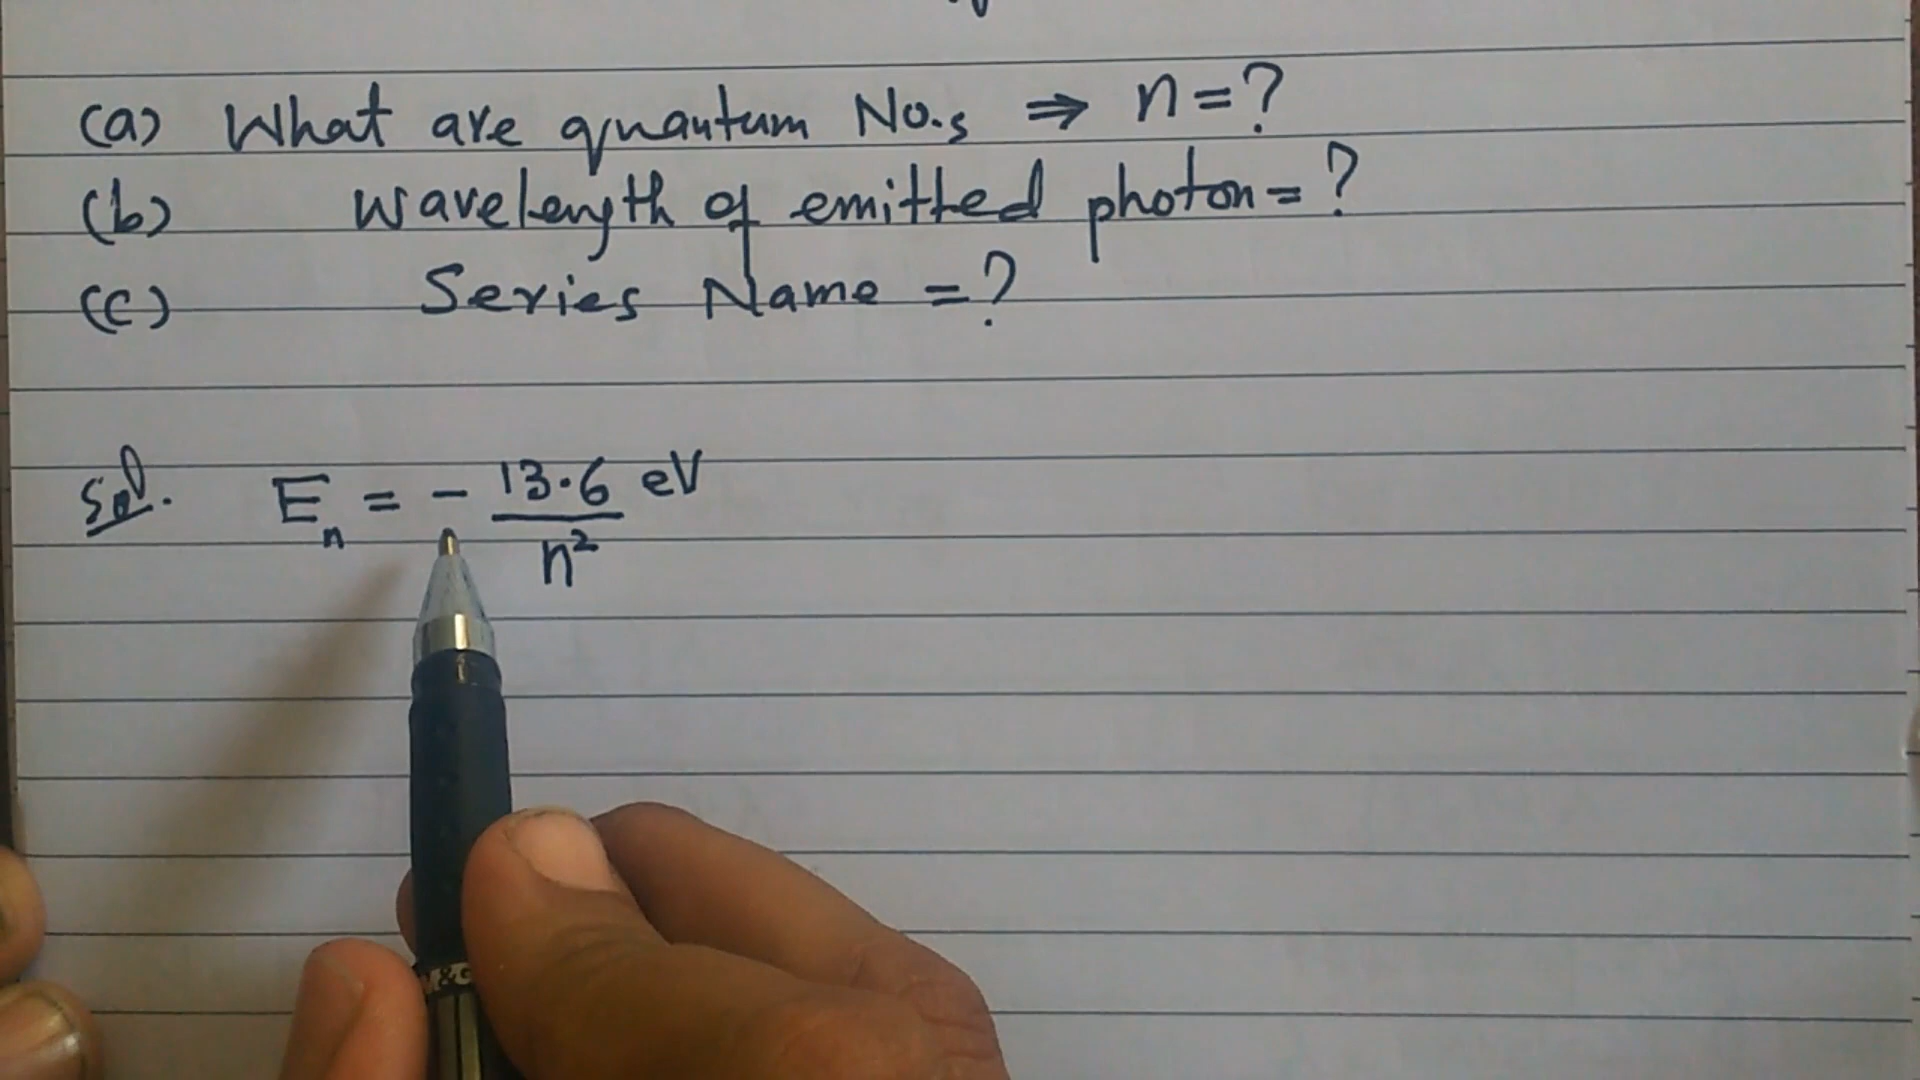 (a) What are quantum No.s ⇒ n=?
(b) wavelength of emitted photon=?
(c) Series Name =?
Sol. Eₙ = - 13.6 eV
n²
M&G